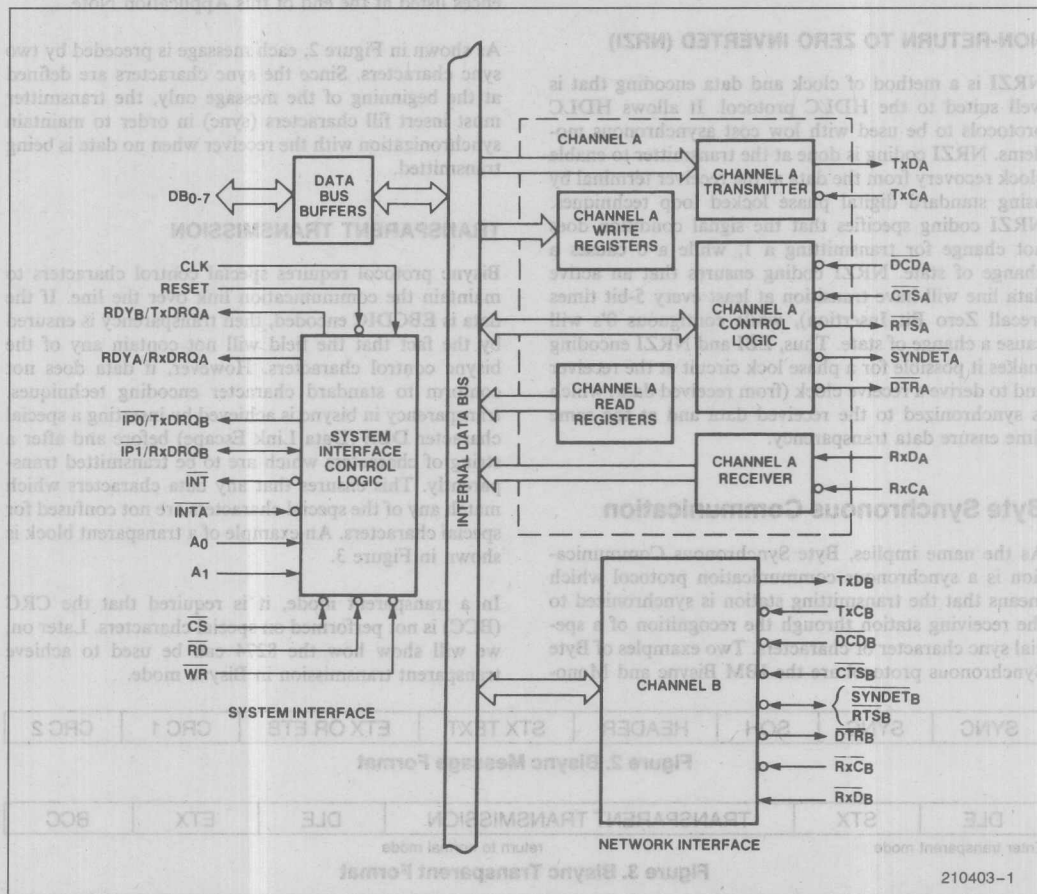 ences listed at the end of this Application Note.
NON-RETURN TO ZERO INVERTED (NRZI)
NRZI is a method of clock and data encoding that is
well suited to the HDLC protocol. It allows HDLC
protocols to be used with low cost asynchronous mo-
dems. NRZI coding is done at the transmitter to enable
clock recovery from the data at the receiver terminal by
using standard digital phase locked loop techniques.
NRZI coding specifies that the signal condition does
not change for transmitting a 1, while a 0 causes a
change of state. NRZI coding ensures that an active
data line will have transition at least every 5-bit times
(recall Zero Bit Insertion), contiguous 0's will
cause a change of state. Thus, and NRZI encoding
makes it possible for a phase lock circuit at the receiver
end to derive a receive clock (from received data) which
is synchronized to the received data and at the same
time ensure data transparency.
Byte Synchronous Communication
As the name implies, Byte Synchronous Communica-
tion is a synchronous communication protocol which
means that the transmitting station is synchronized to
the receiving station through the recognition of a spe-
cial sync character or characters. Two examples of Byte
Synchronous protocol are the IBM Bisync and Mono-
As shown in Figure 2, each message is preceded by two
sync characters. Since the sync characters are defined
at the beginning of the message only, the transmitter
must insert fill characters (sync) in order to maintain
synchronization with the receiver when no data is being
transmitted.
TRANSPARENT TRANSMISSION
Bisync protocol requires special control characters to
maintain the communication link over the line. If the
data is EBCDIC encoded, then transparency is ensured
by the fact that the field will not contain any of the
bisync control characters. However, if data does not
conform to standard character encoding techniques,
transparency in bisync is achieved by inserting a special
character DLE (Data Link Escape) before and after a
string of characters which are to be transmitted trans-
parently. This ensures that any data characters which
match any of the special characters are not confused for
special characters. An example of a transparent block is
shown in Figure 3.
In a transparent mode, it is required that the CRC
(BCC) is not performed on special characters. Later on,
we will show how the 8274 can be used to achieve
transparent transmission in Bisync mode.
DB0-7
DATA
BUS
BUFFERS
CLK
RESET
RDYB/TxDRQA
RDYA/RxDRQA
IP0/TxDRQB
IP1/RxDRQB
INT
INTA
A0
A1
CS
RD
WR
SYSTEM
INTERFACE
CONTROL
LOGIC
SYSTEM INTERFACE
INTERNAL DATA BUS
CHANNEL A
CHANNEL A
TRANSMITTER
CHANNEL A
WRITE
REGISTERS
CHANNEL A
CONTROL
LOGIC
CHANNEL A
READ
REGISTERS
CHANNEL A
RECEIVER
TxDA
TxCA
DCDA
CTSA
RTSA
SYNDETA
DTRA
RxDA
RxCA
CHANNEL B
TxDB
TxCB
DCDB
CTSB
SYNDETB
RTSB
DTRB
RxCB
RxDB
NETWORK INTERFACE
SYNC SYNC SOH HEADER STX TEXT ETX OR ETB CRC 1 CRC 2
Figure 2. Bisync Message Format
DLE STX TRANSPARENT TRANSMISSION DLE ETX BCC
Enter transparent mode return to normal mode
Figure 3. Bisync Transparent Format
210403-1